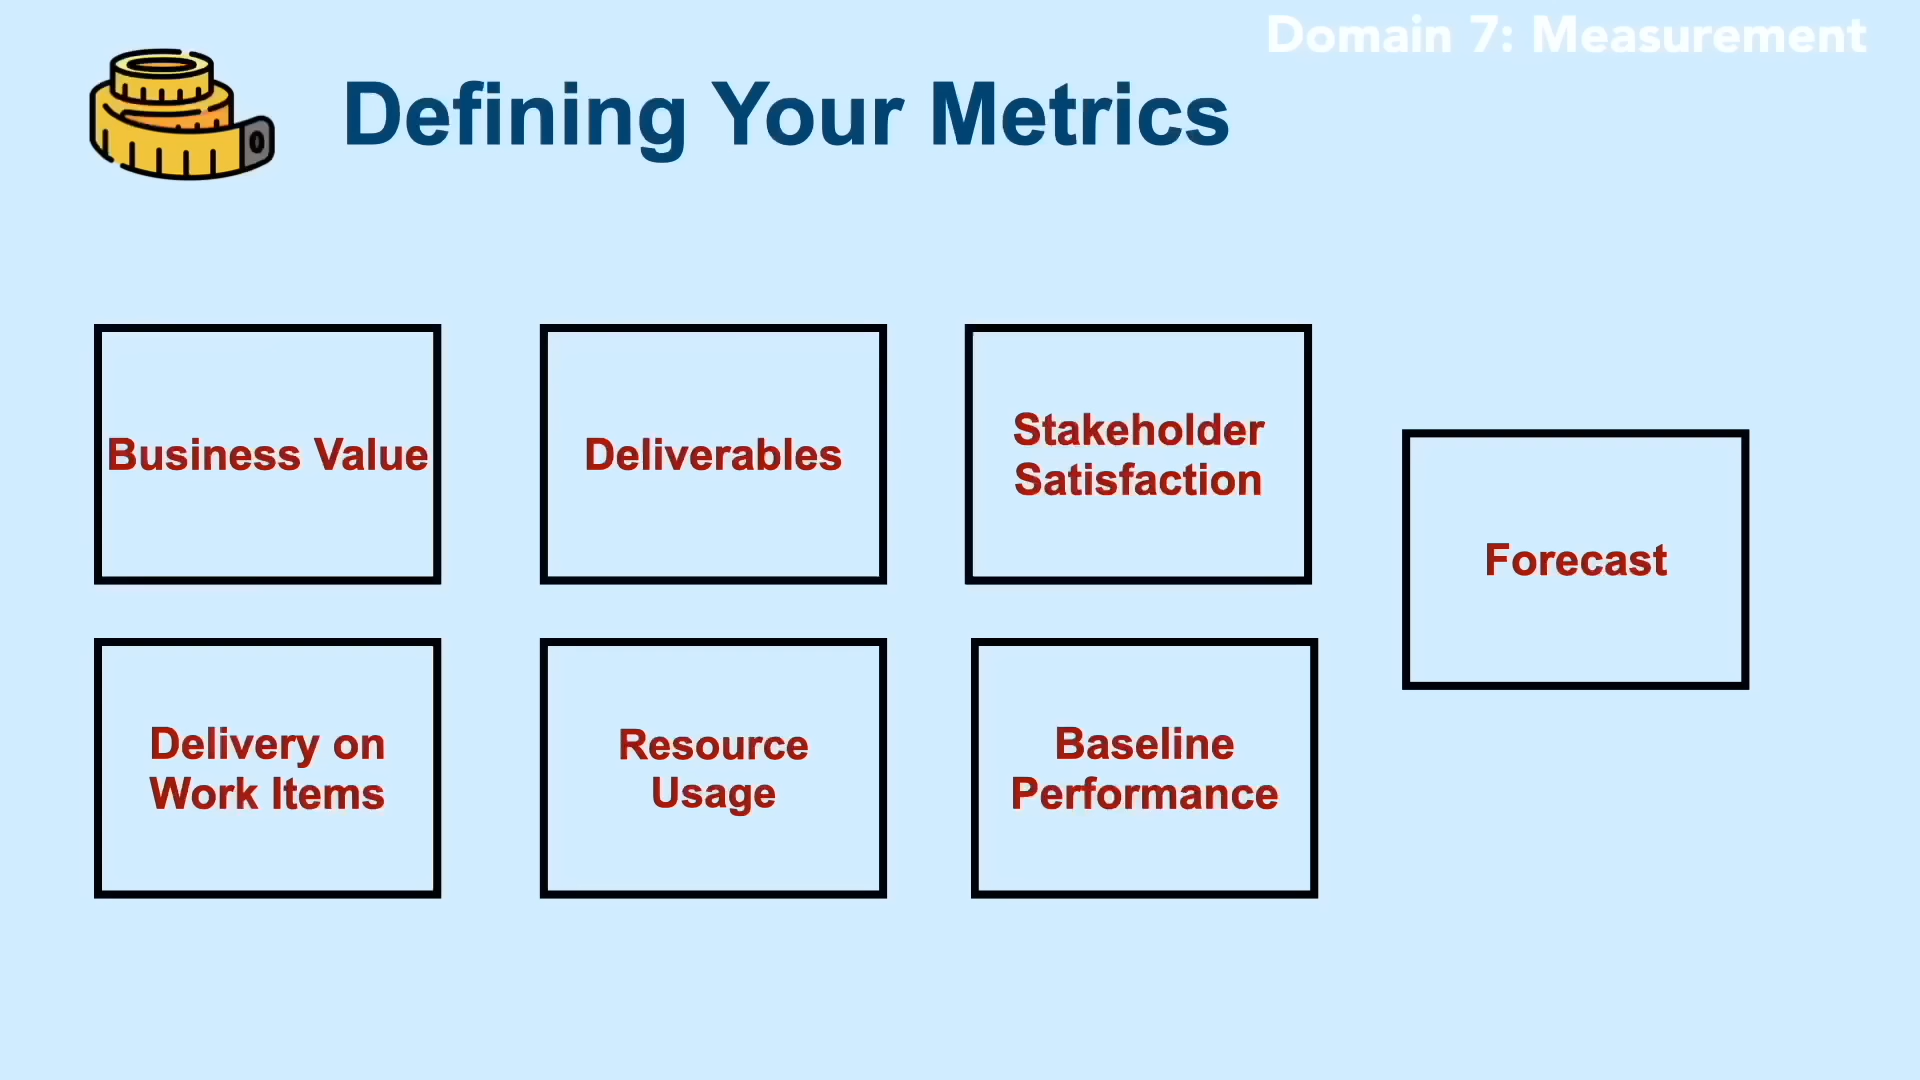 Domain 7: Measurement
Defining Your Metrics
Business Value
Deliverables
Stakeholder
Satisfaction
Forecast
Delivery on
Work Items
Resource
Usage
Baseline
Performance
0